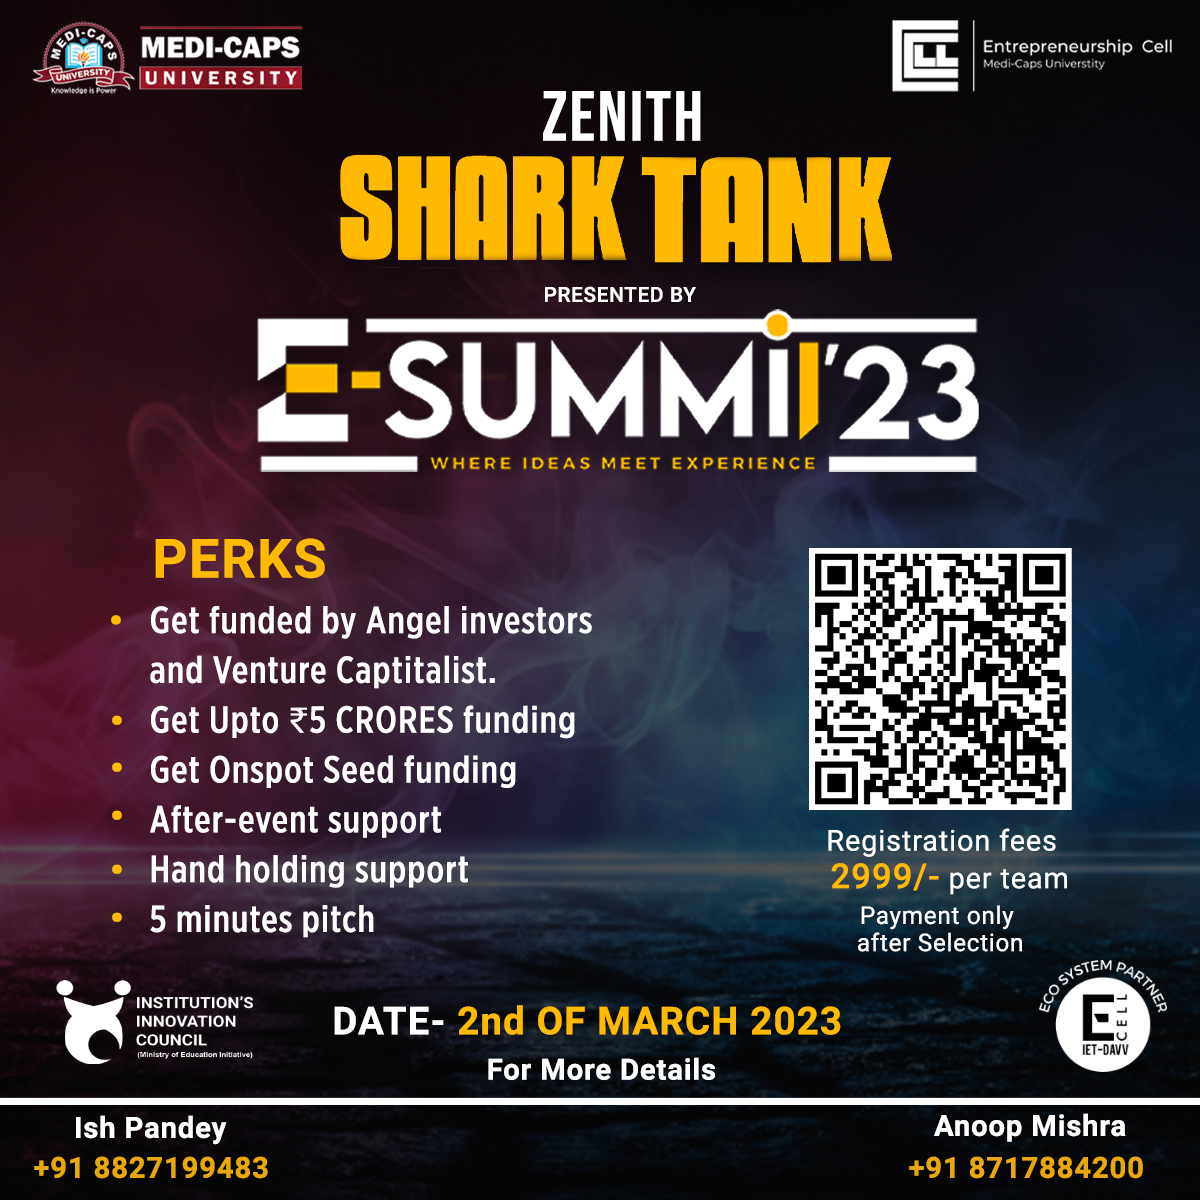 MEDI-CAPS
UNIVERSITY
Knowledge is Power
MEDI-CAPS
UNIVERSITY
Entrepreneurship Cell
Medi-Caps Universtity
ZENITH
SHARK TANK
PRESENTED BY
E-SUMMIT'23
WHERE IDEAS MEET EXPERIENCE
PERKS
• Get funded by Angel investors
and Venture Captitalist.
• Get Upto ₹5 CRORES funding
• Get Onspot Seed funding
• After-event support
• Hand holding support
• 5 minutes pitch
Registration fees
2999/- per team
Payment only
after Selection
INSTITUTION'S
INNOVATION
COUNCIL
(Ministry of Education Initiative)
DATE- 2nd OF MARCH 2023
For More Details
ECO SYSTEM PARTNER
E CELL
IET-DAVV
Ish Pandey
+91 8827199483
Anoop Mishra
+91 8717884200